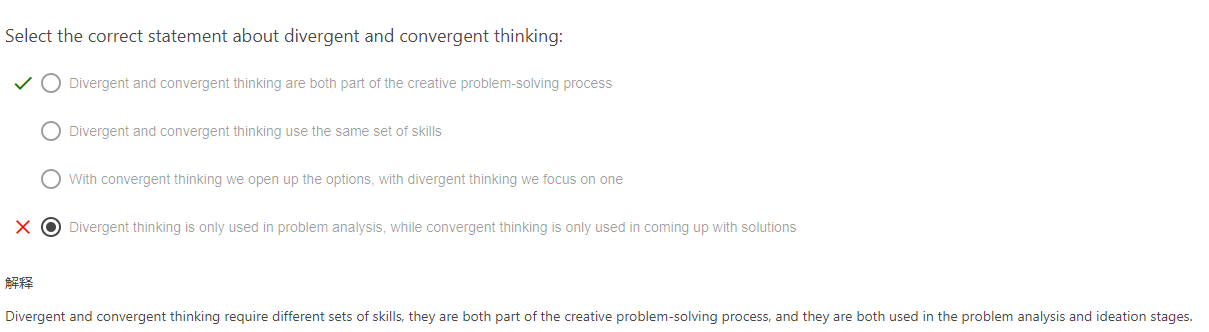 Select the correct statement about divergent and convergent thinking:
Divergent and convergent thinking are both part of the creative problem-solving process
Divergent and convergent thinking use the same set of skills
With convergent thinking we open up the options, with divergent thinking we focus on one
Divergent thinking is only used in problem analysis, while convergent thinking is only used in coming up with solutions
解释
Divergent and convergent thinking require different sets of skills, they are both part of the creative problem-solving process, and they are both used in the problem analysis and ideation stages.